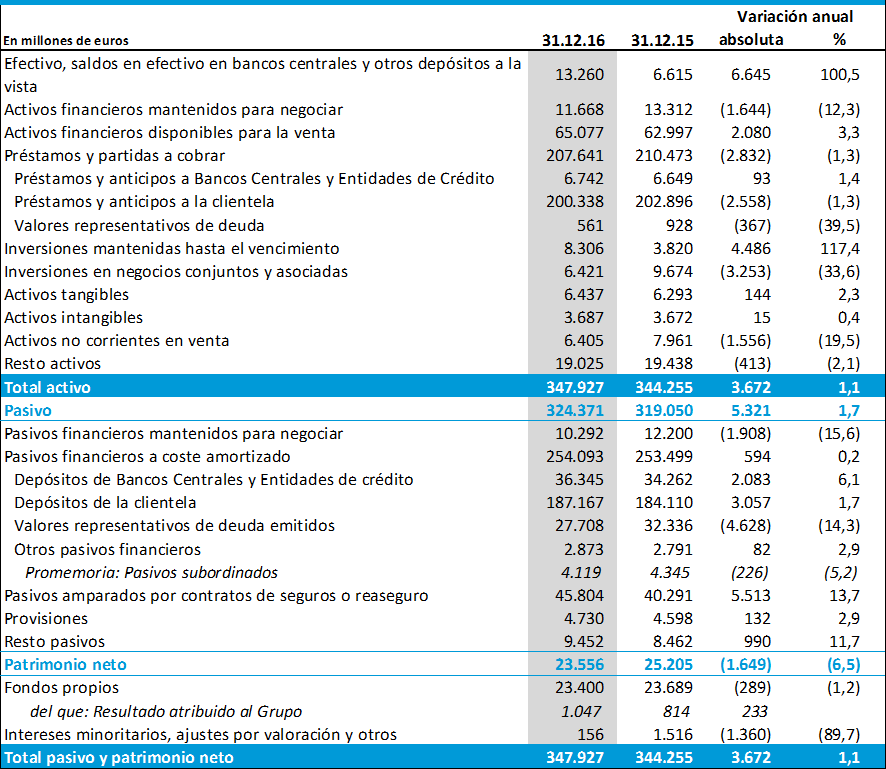 Variación anual
En millones de euros 31.12.16 31.12.15 absoluta %
Efectivo, saldos en efectivo en bancos centrales y otros depósitos a la
vista 13.260 6.615 6.645 100,5
Activos financieros mantenidos para negociar 11.668 13.312 (1.644) (12,3)
Activos financieros disponibles para la venta 65.077 62.997 2.080 3,3
Préstamos y partidas a cobrar 207.641 210.473 (2.832) (1,3)
Préstamos y anticipos a Bancos Centrales y Entidades de Crédito 6.742 6.649 93 1,4
Préstamos y anticipos a la clientela 200.338 202.896 (2.558) (1,3)
Valores representativos de deuda 561 928 (367) (39,5)
Inversiones mantenidas hasta el vencimiento 8.306 3.820 4.486 117,4
Inversiones en negocios conjuntos y asociadas 6.421 9.674 (3.253) (33,6)
Activos tangibles 6.437 6.293 144 2,3
Activos intangibles 3.687 3.672 15 0,4
Activos no corrientes en venta 6.405 7.961 (1.556) (19,5)
Resto activos 19.025 19.438 (413) (2,1)
Total activo 347.927 344.255 3.672 1,1
Pasivo 324.371 319.050 5.321 1,7
Pasivos financieros mantenidos para negociar 10.292 12.200 (1.908) (15,6)
Pasivos financieros a coste amortizado 254.093 253.499 594 0,2
Depósitos de Bancos Centrales y Entidades de crédito 36.345 34.262 2.083 6,1
Depósitos de la clientela 187.167 184.110 3.057 1,7
Valores representativos de deuda emitidos 27.708 32.336 (4.628) (14,3)
Otros pasivos financieros 2.873 2.791 82 2,9
Promemoria: Pasivos subordinados 4.119 4.345 (226) (5,2)
Pasivos amparados por contratos de seguros o reaseguro 45.804 40.291 5.513 13,7
Provisiones 4.730 4.598 132 2,9
Resto pasivos 9.452 8.462 990 11,7
Patrimonio neto 23.556 25.205 (1.649) (6,5)
Fondos propios 23.400 23.689 (289) (1,2)
del que: Resultado atribuido al Grupo 1.047 814 233
Intereses minoritarios, ajustes por valoración y otros 156 1.516 (1.360) (89,7)
Total pasivo y patrimonio neto 347.927 344.255 3.672 1,1